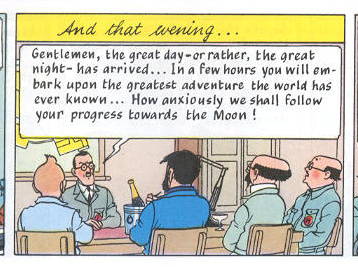 And that evening...
Gentlemen, the great day-or rather, the great
night-has arrived... In a few hours you will em-
bark upon the greatest adventure the world has
ever known... How anxiously we shall follow
your progress towards the Moon!